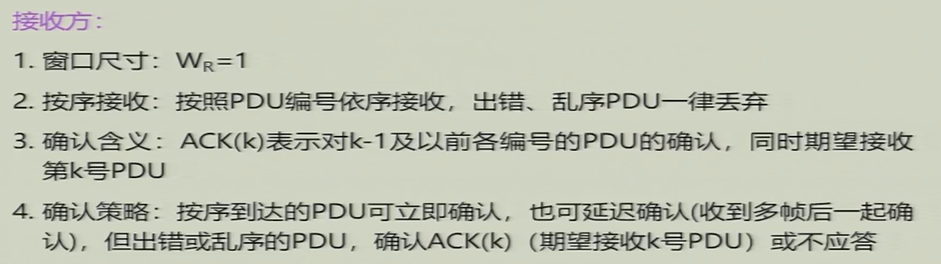 接收方：
1. 窗口尺寸：WR=1
2. 按序接收：按照PDU编号依序接收，出错、乱序PDU一律丢弃
3. 确认含义：ACK(k)表示对k-1及以前各编号的PDU的确认，同时期望接收
第k号PDU
4. 确认策略：按序到达的PDU可立即确认，也可延迟确认(收到多帧后一起确
认)，但出错或乱序的PDU，确认ACK(k)（期望接收k号PDU）或不应答